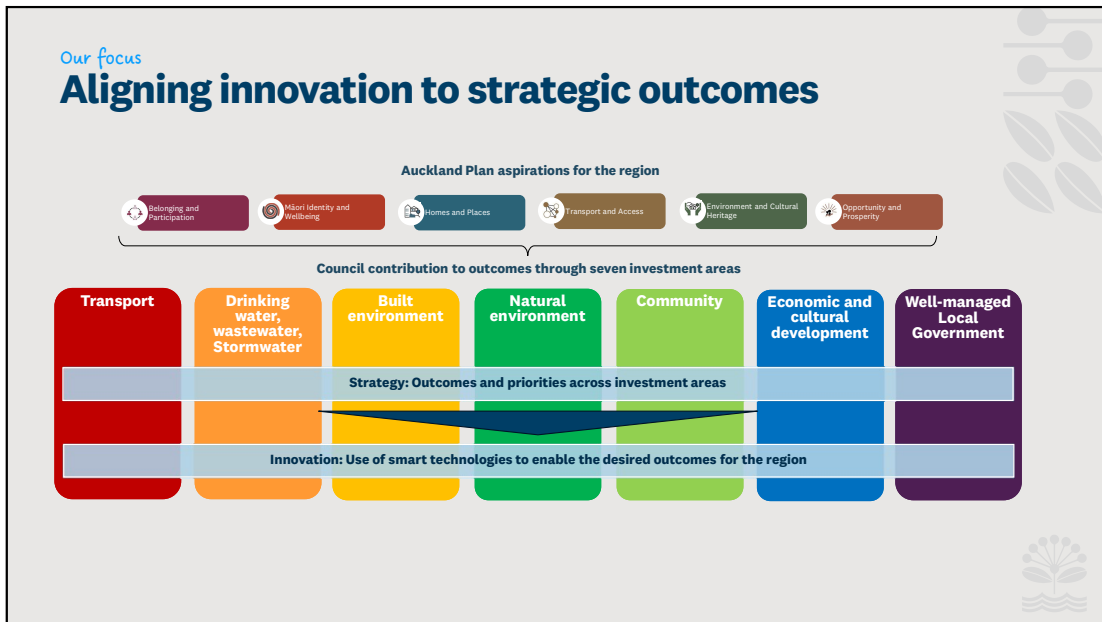 Our focus
Aligning innovation to strategic outcomes
Auckland Plan aspirations for the region
Belonging and
Participation
Māori Identity and
Wellbeing
Homes and Places
Transport and Access
Environment and Cultural
Heritage
Opportunity and
Prosperity
Council contribution to outcomes through seven investment areas
Transport
Drinking
water,
wastewater,
Stormwater
Built
environment
Natural
environment
Community
Economic and
cultural
development
Well-managed
Local
Government
Strategy: Outcomes and priorities across investment areas
Innovation: Use of smart technologies to enable the desired outcomes for the region